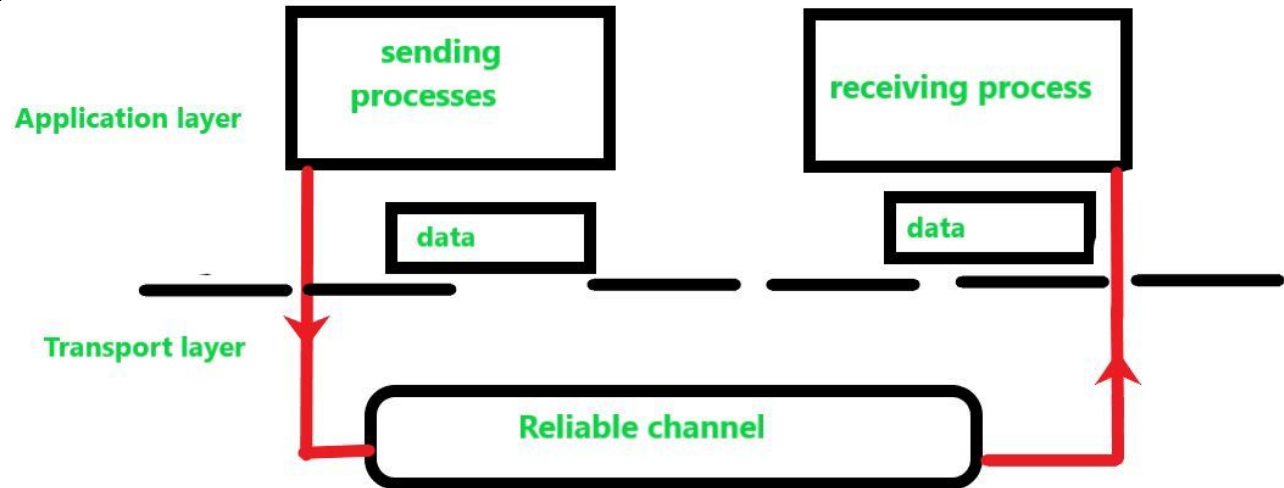 sending
processes
receiving process
Application layer
data
data
Transport layer
Reliable channel